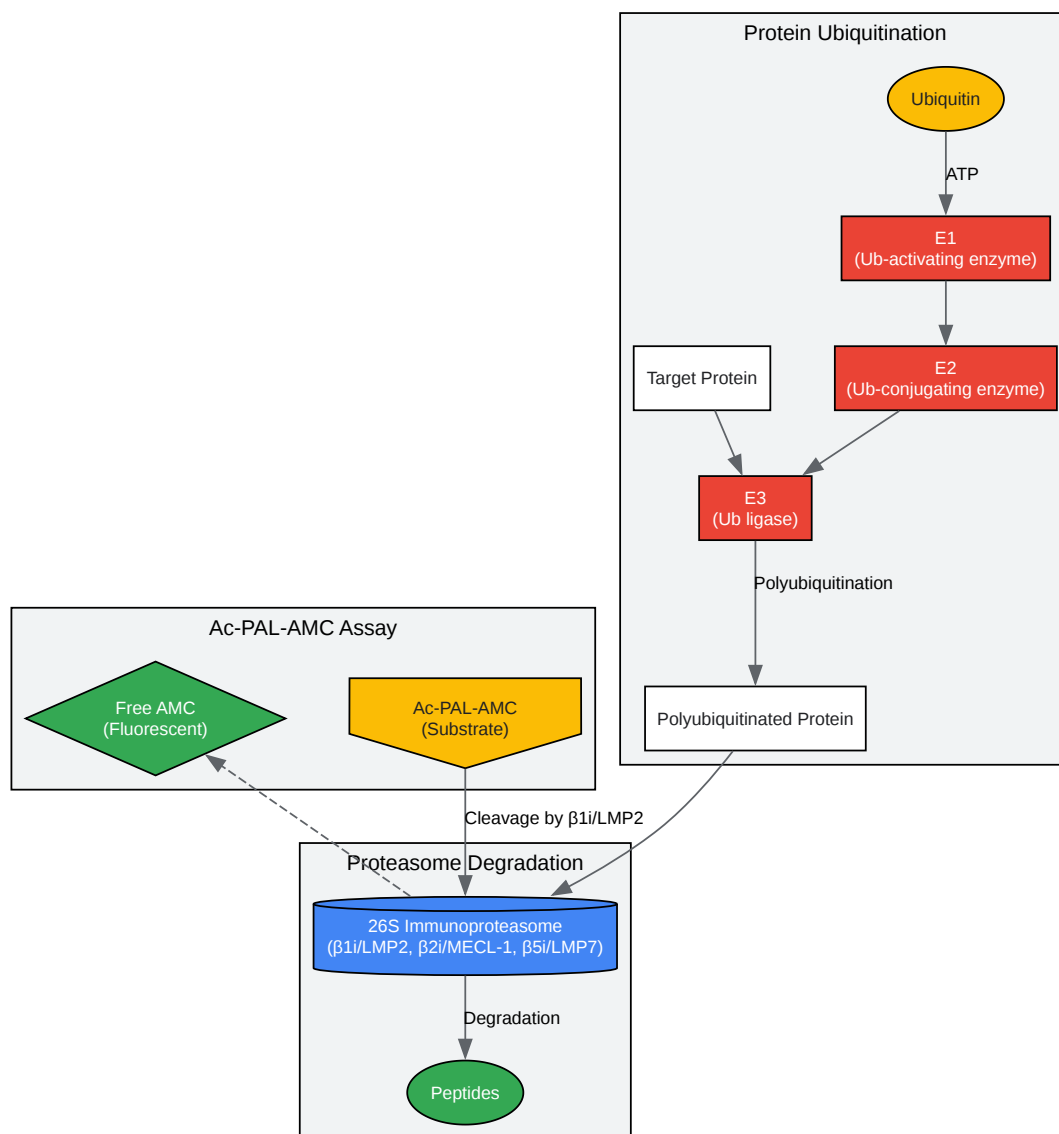 Protein Ubiquitination
Ubiquitin
ATP
E1
(Ub-activating enzyme)
Target Protein
E2
(Ub-conjugating enzyme)
E3
(Ub ligase)
Polyubiquitination
Polyubiquitinated Protein
Ac-PAL-AMC Assay
Free AMC
(Fluorescent)
Ac-PAL-AMC
(Substrate)
Cleavage by β1i/LMP2
Proteasome Degradation
26S Immunoproteasome
(β1i/LMP2, β2i/MECL-1, β5i/LMP7)
Degradation
Peptides